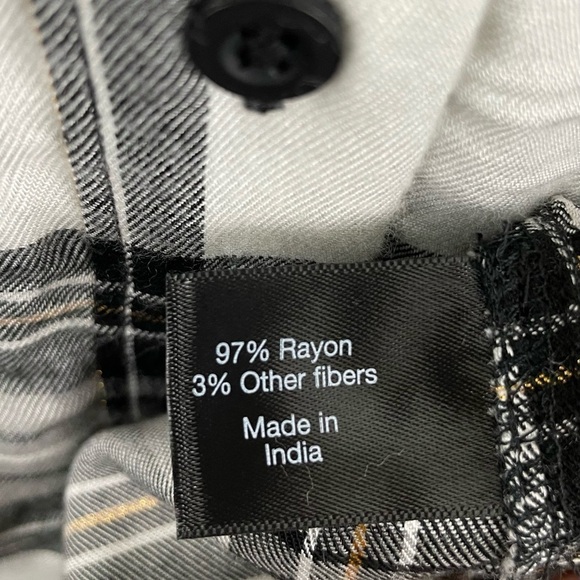 97% Rayon
3% Other fibers
Made in
India